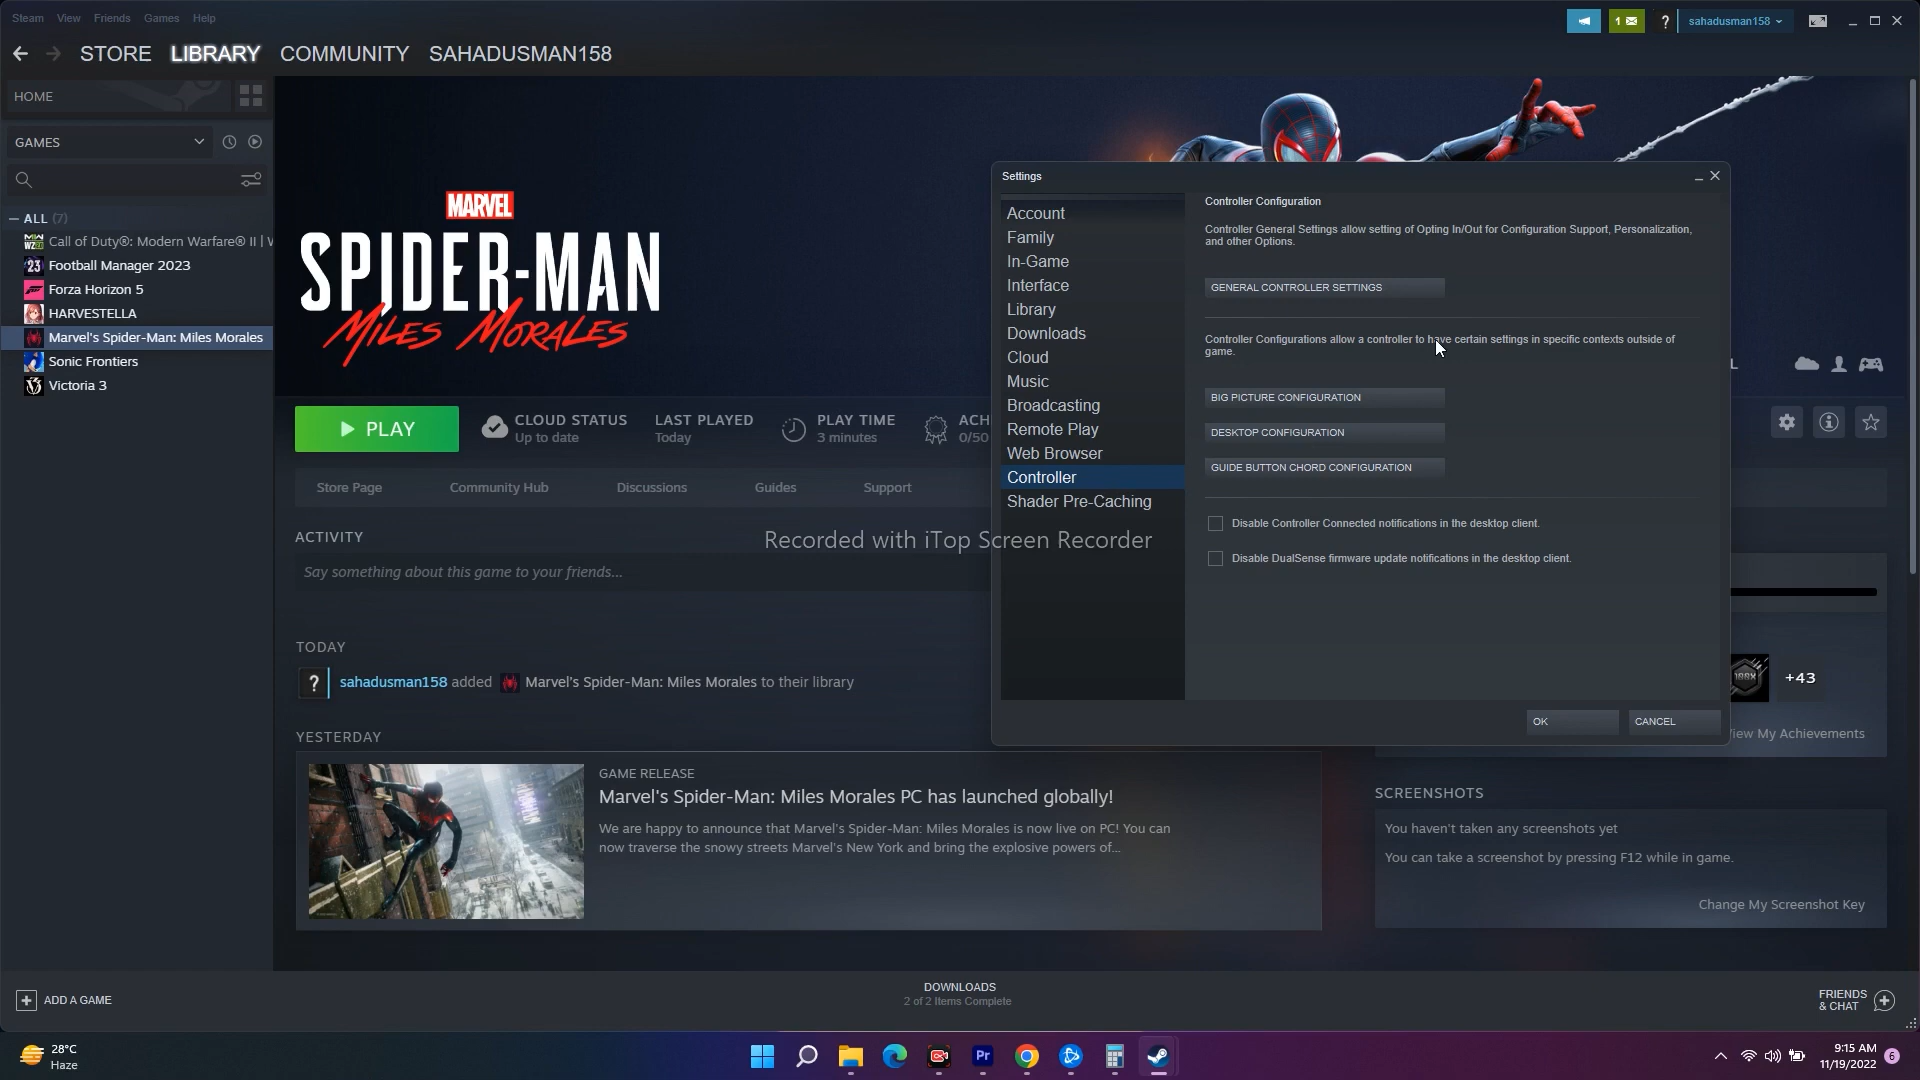 Steam View Friends Games Help
1
?
sahadusman158
STORE LIBRARY COMMUNITY SAHADUSMAN158
HOME
GAMES
ALL (7)
Call of Duty®: Modern Warfare® II | W
Football Manager 2023
Forza Horizon 5
HARVESTELLA
Marvel's Spider-Man: Miles Morales
Sonic Frontiers
Victoria 3
MARVEL
SPIDER-MAN
MILES MORALES
PLAY
CLOUD STATUS
Up to date
LAST PLAYED
Today
PLAY TIME
3 minutes
ACH
0/50
Store Page Community Hub Discussions Guides Support
ACTIVITY
Say something about this game to your friends...
Recorded with iTop Screen Recorder
TODAY
? sahadusman158 added Marvel's Spider-Man: Miles Morales to their library
YESTERDAY
GAME RELEASE
Marvel's Spider-Man: Miles Morales PC has launched globally!
We are happy to announce that Marvel's Spider-Man: Miles Morales is now live on PC! You can
now traverse the snowy streets Marvel's New York and bring the explosive powers of...
Settings
Account
Family
In-Game
Interface
Library
Downloads
Cloud
Music
Broadcasting
Remote Play
Web Browser
Controller
Shader Pre-Caching
Controller Configuration
Controller General Settings allow setting of Opting In/Out for Configuration Support, Personalization,
and other Options.
GENERAL CONTROLLER SETTINGS
Controller Configurations allow a controller to have certain settings in specific contexts outside of
game.
BIG PICTURE CONFIGURATION
DESKTOP CONFIGURATION
GUIDE BUTTON CHORD CONFIGURATION
Disable Controller Connected notifications in the desktop client.
Disable DualSense firmware update notifications in the desktop client.
OK
CANCEL
L
+43
iew My Achievements
SCREENSHOTS
You haven't taken any screenshots yet
You can take a screenshot by pressing F12 while in game.
Change My Screenshot Key
ADD A GAME
DOWNLOADS
2 of 2 Items Complete
FRIENDS
& CHAT
28°C
Haze
Pr
9:15 AM
11/19/2022
6